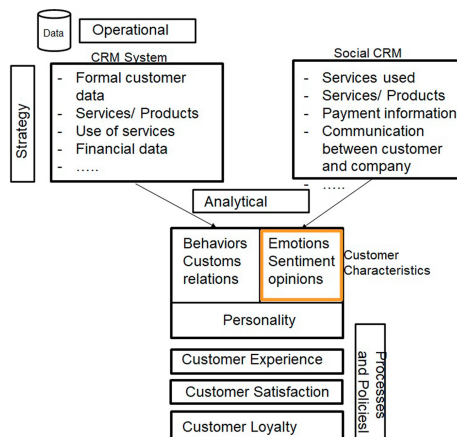 Data
Operational
CRM System
Social CRM
Strategy
- Formal customer
data
- Services/ Products
- Use of services
- Financial data
- .....
- Services used
- Services/ Products
- Payment information
- Communication
between customer
and company
- .....
Analytical
Behaviors
Customs
relations
Emotions
Sentiment
opinions
Customer
Characteristics
Personality
Customer Experience
Customer Satisfaction
Customer Loyalty
Processes
and Policiesl